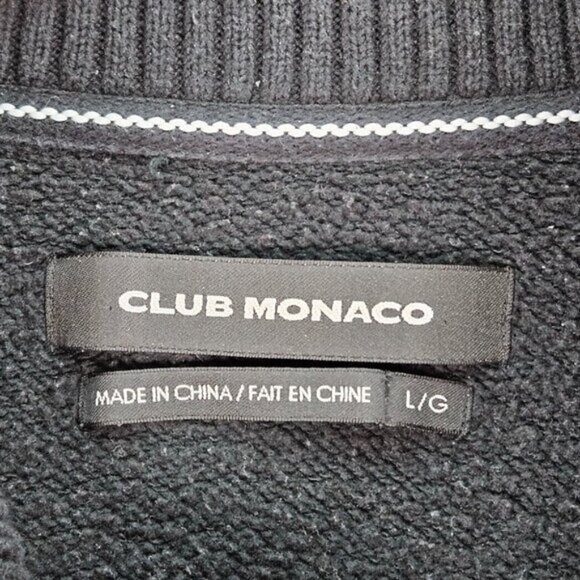 CLUB MONACO
MADE IN CHINA / FAIT EN CHINE L/G